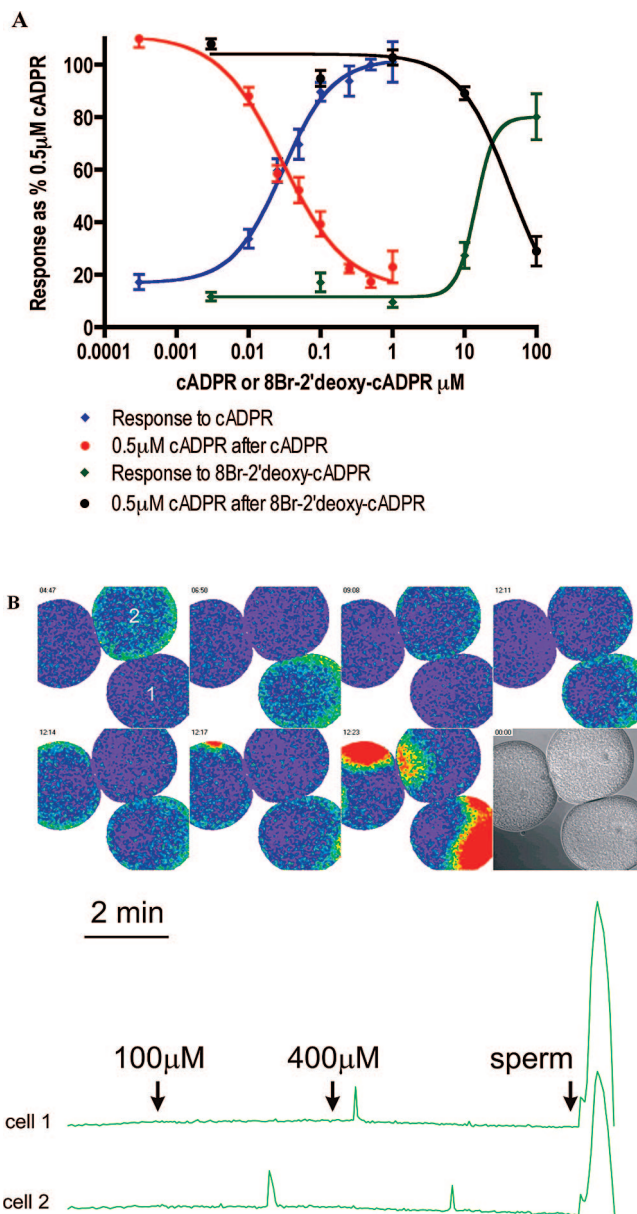 A
Response as % 0.5μM cADPR
100
80
60
40
20
0
0.0001 0.001 0.01 0.1 1 10 100
cADPR or 8Br-2'deoxy-cADPR μM
Response to cADPR
0.5μM cADPR after cADPR
Response to 8Br-2'deoxy-cADPR
0.5μM cADPR after 8Br-2'deoxy-cADPR
B
04:47 06:58 09:08 12:11
2
1
12:14 12:17 12:23 00:00
2 min
100μM 400μM sperm
cell 1
cell 2